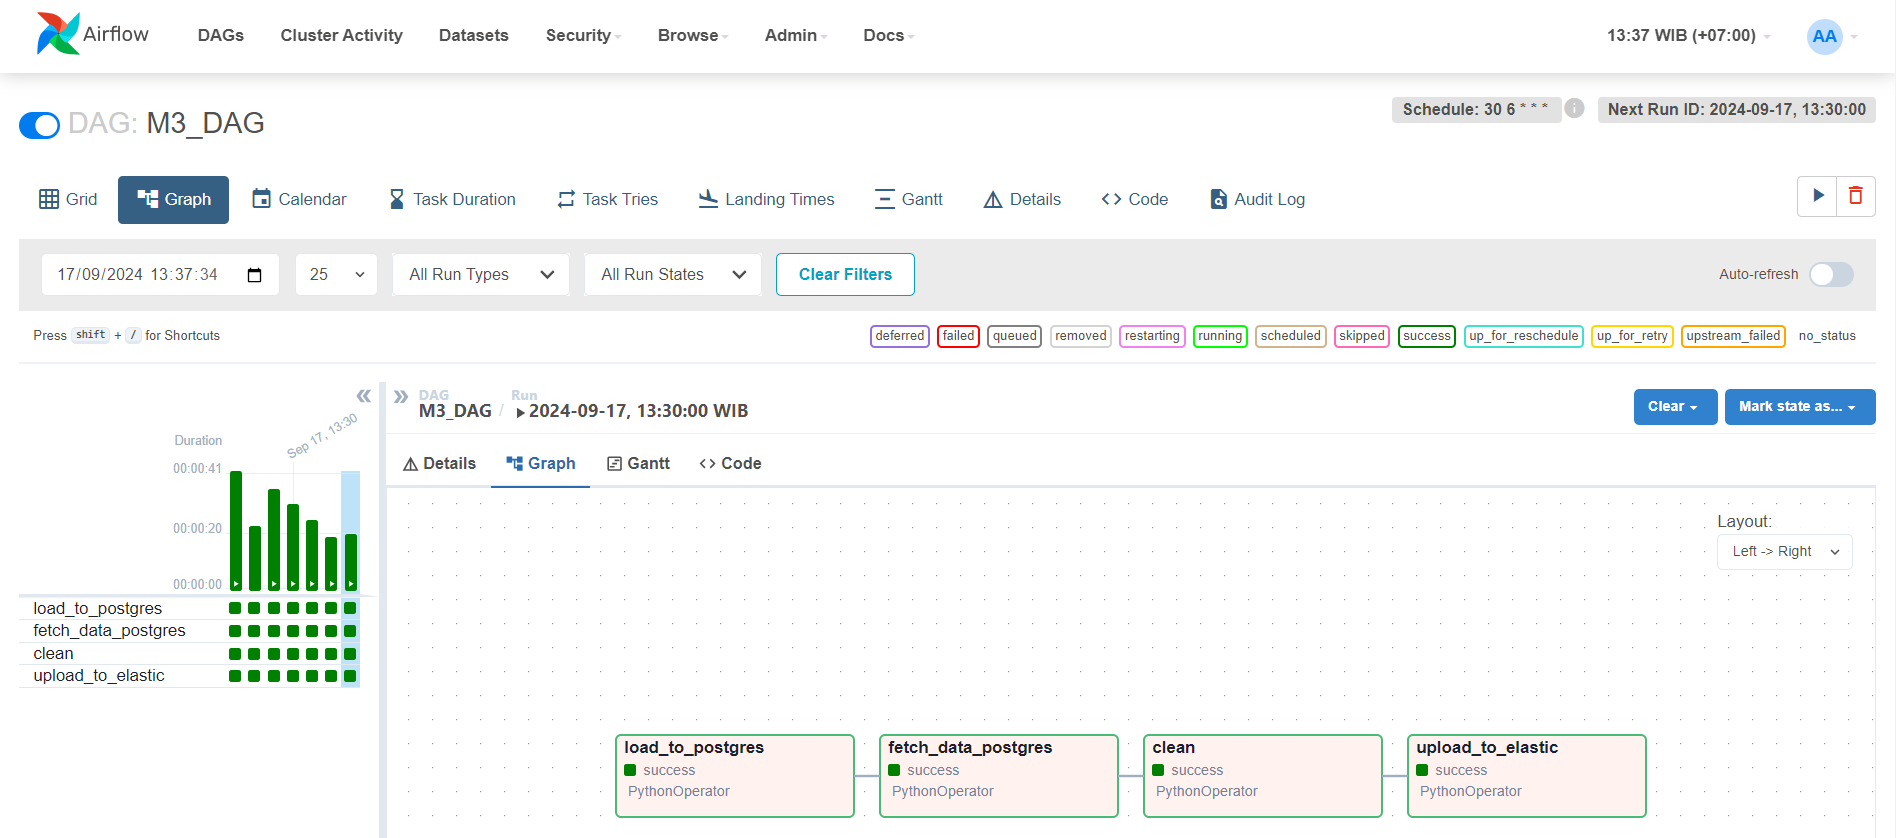 Airflow DAGs Cluster Activity Datasets Security Browse Admin Docs 13:37 WIB (+07:00) AA
DAG: M3_DAG
Schedule: 30 6 * * * i Next Run ID: 2024-09-17, 13:30:00
Grid Graph Calendar Task Duration Task Tries Landing Times Gantt Details Code Audit Log
17/09/2024 13:37:34 25 All Run Types All Run States Clear Filters Auto-refresh
Press shift + / for Shortcuts
deferred failed queued removed restarting running scheduled skipped success up_for_reschedule up_for_retry upstream_failed no_status
Duration
Sep 17, 13:30
00:00:41
00:00:20
00:00:00
load_to_postgres
fetch_data_postgres
clean
upload_to_elastic
DAG Run
M3_DAG / 2024-09-17, 13:30:00 WIB
Clear Mark state as...
Details Graph Gantt Code
Layout:
Left -> Right
load_to_postgres
success
PythonOperator
fetch_data_postgres
success
PythonOperator
clean
success
PythonOperator
upload_to_elastic
success
PythonOperator